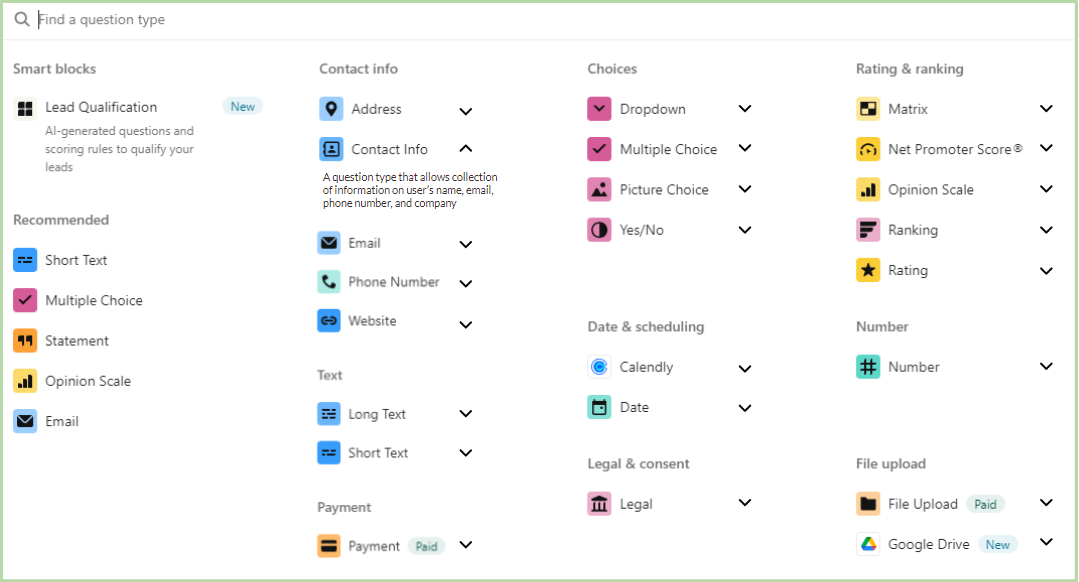 Find a question type
Smart blocks
Lead Qualification New
AI-generated questions and
scoring rules to qualify your
leads
Recommended
Short Text
Multiple Choice
Statement
Opinion Scale
Email
Contact info
Address
Contact Info
A question type that allows collection
of information on user's name, email,
phone number, and company
Email
Phone Number
Website
Text
Long Text
Short Text
Payment
Payment Paid
Choices
Dropdown
Multiple Choice
Picture Choice
Yes/No
Date & scheduling
Calendly
Date
Legal & consent
Legal
Rating & ranking
Matrix
Net Promoter Score®
Opinion Scale
Ranking
Rating
Number
Number
File upload
File Upload Paid
Google Drive New